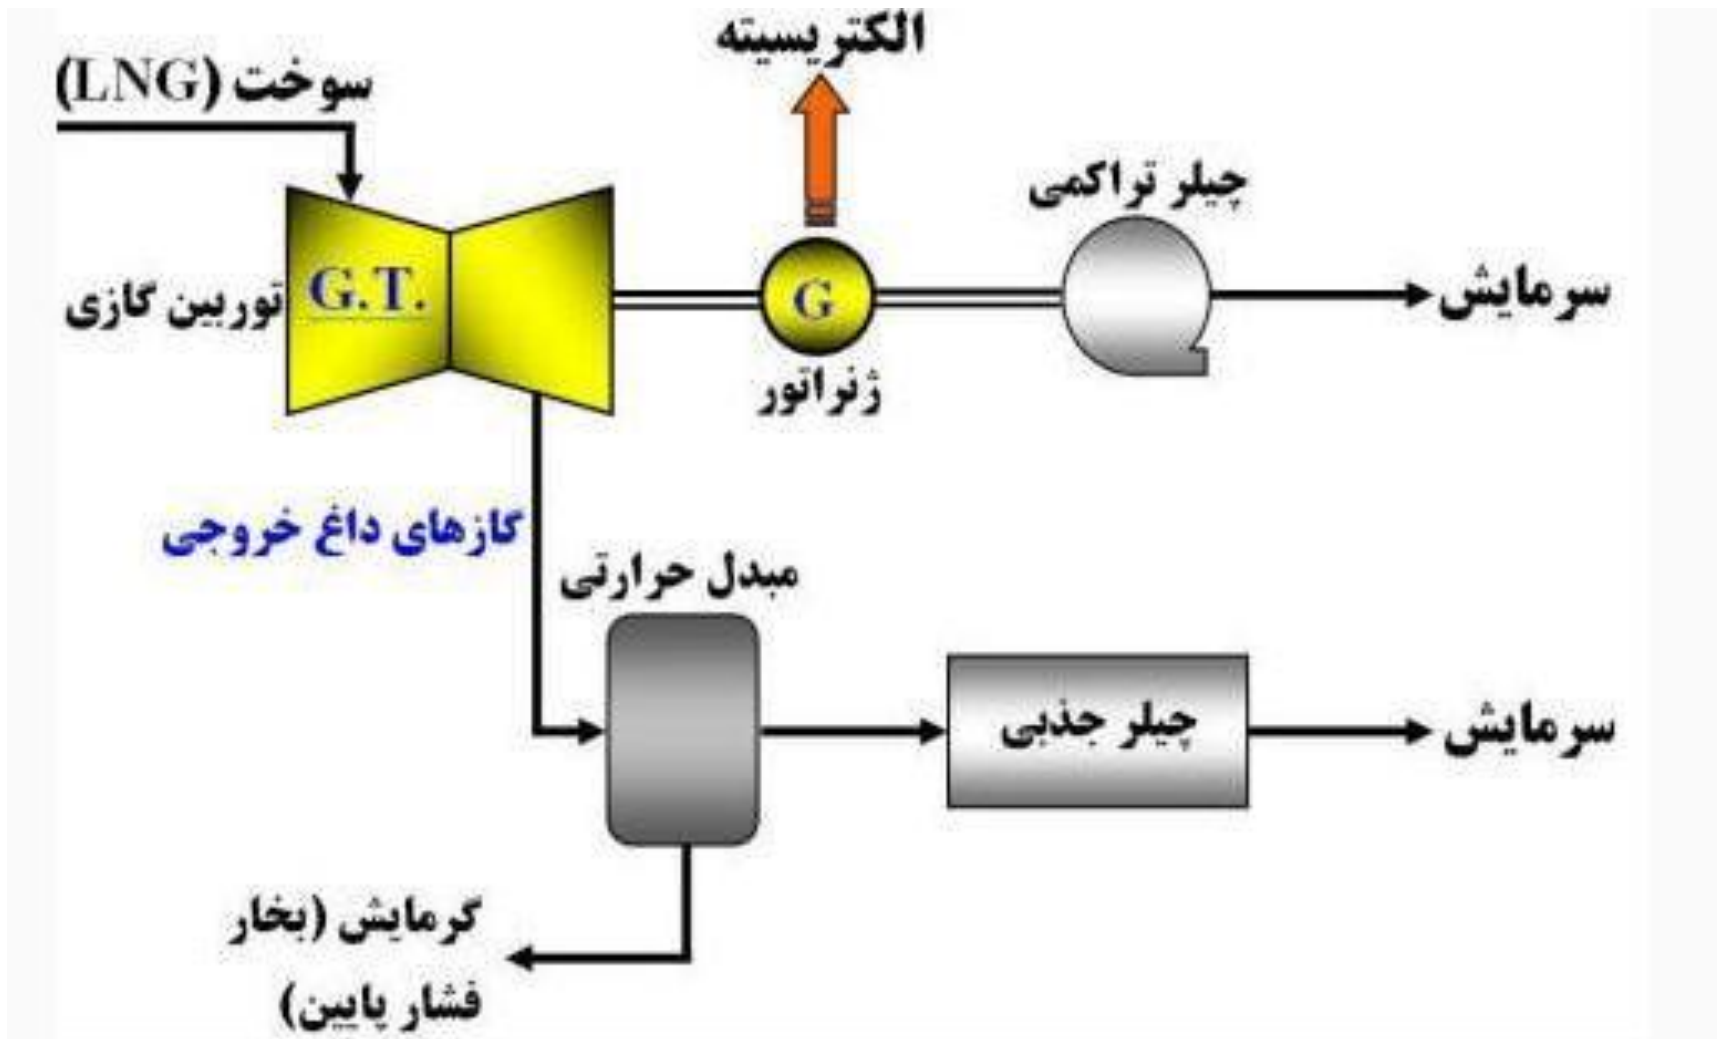 الکتریسیته
سوخت (LNG)
چیلر تراکمی
توربین گازی
G.T.
G
سرمایش
ژنراتور
گازهای داغ خروجی
مبدل حرارتی
چیلر جذبی
سرمایش
گرمایش (بخار
فشار پایین)